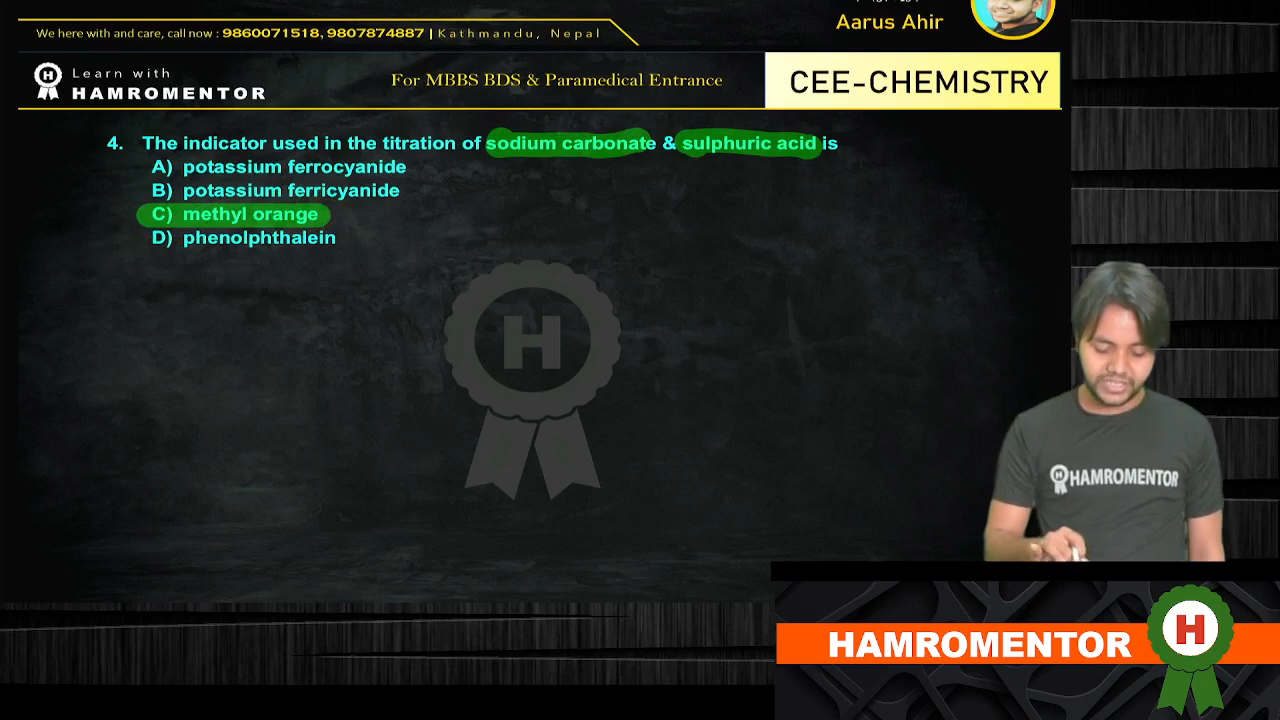 Aarus Ahir
We here with and care, call now : 9860071518, 9807874887 | Kathmandu, Nepal
Learn with
HAMROMENTOR
For MBBS BDS & Paramedical Entrance
CEE-CHEMISTRY
4. The indicator used in the titration of sodium carbonate & sulphuric acid is
A) potassium ferrocyanide
B) potassium ferricyanide
C) methyl orange
D) phenolphthalein
H
H
HAMROMENTOR
HAMROMENTOR
H